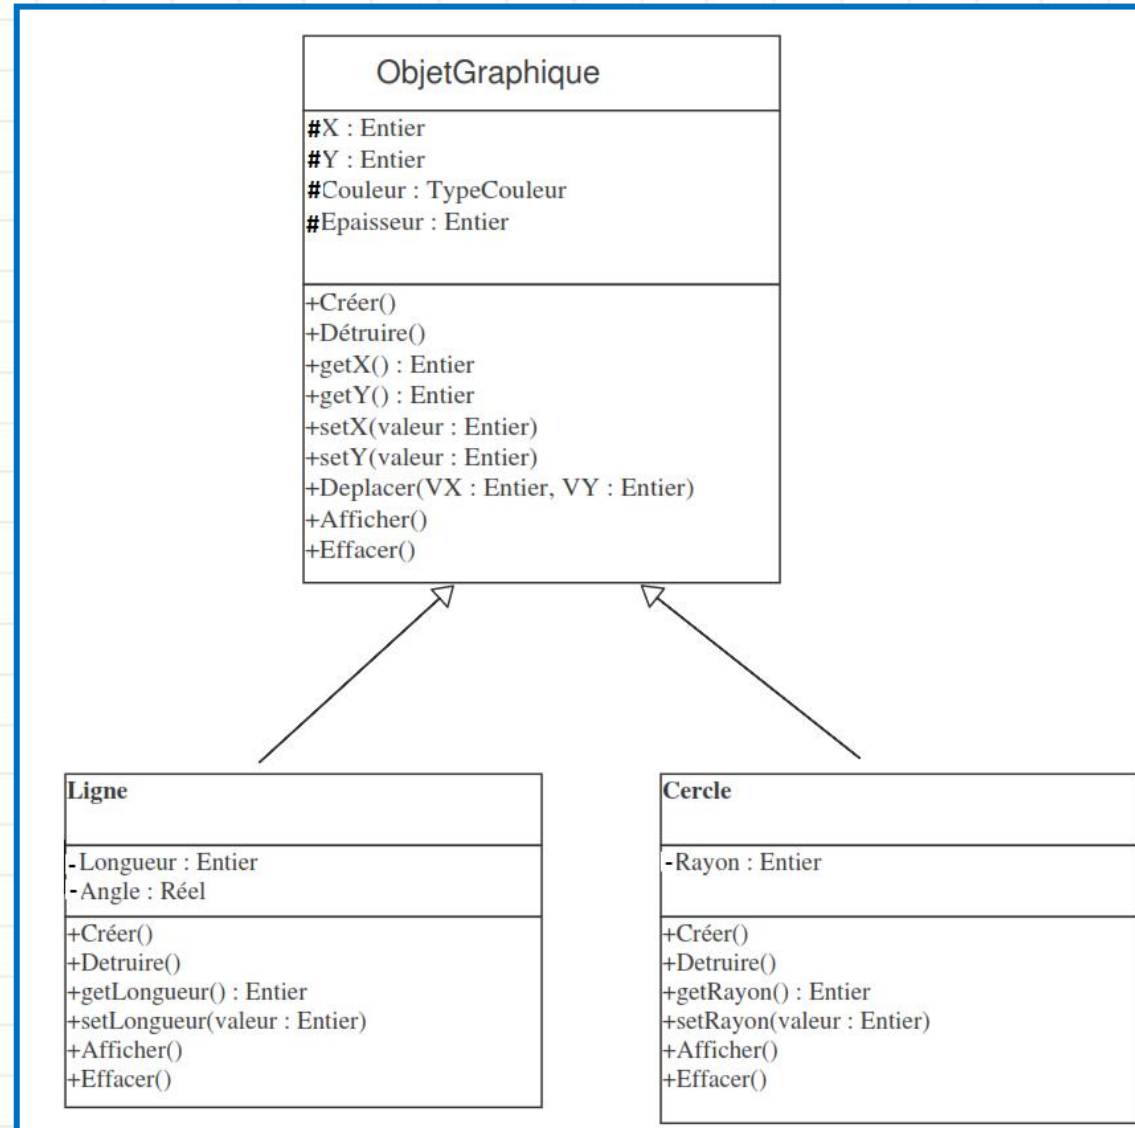 ObjetGraphique
#X : Entier
#Y : Entier
#Couleur : TypeCouleur
#Epaisseur : Entier
+Créer()
+Détruire()
+getX() : Entier
+getY() : Entier
+setX(valeur : Entier)
+setY(valeur : Entier)
+Deplacer(VX : Entier, VY : Entier)
+Afficher()
+Effacer()
Ligne
-Longueur : Entier
-Angle : Réel
+Créer()
+Detruire()
+getLongueur() : Entier
+setLongueur(valeur : Entier)
+Afficher()
+Effacer()
Cercle
-Rayon : Entier
+Créer()
+Detruire()
+getRayon() : Entier
+setRayon(valeur : Entier)
+Afficher()
+Effacer()